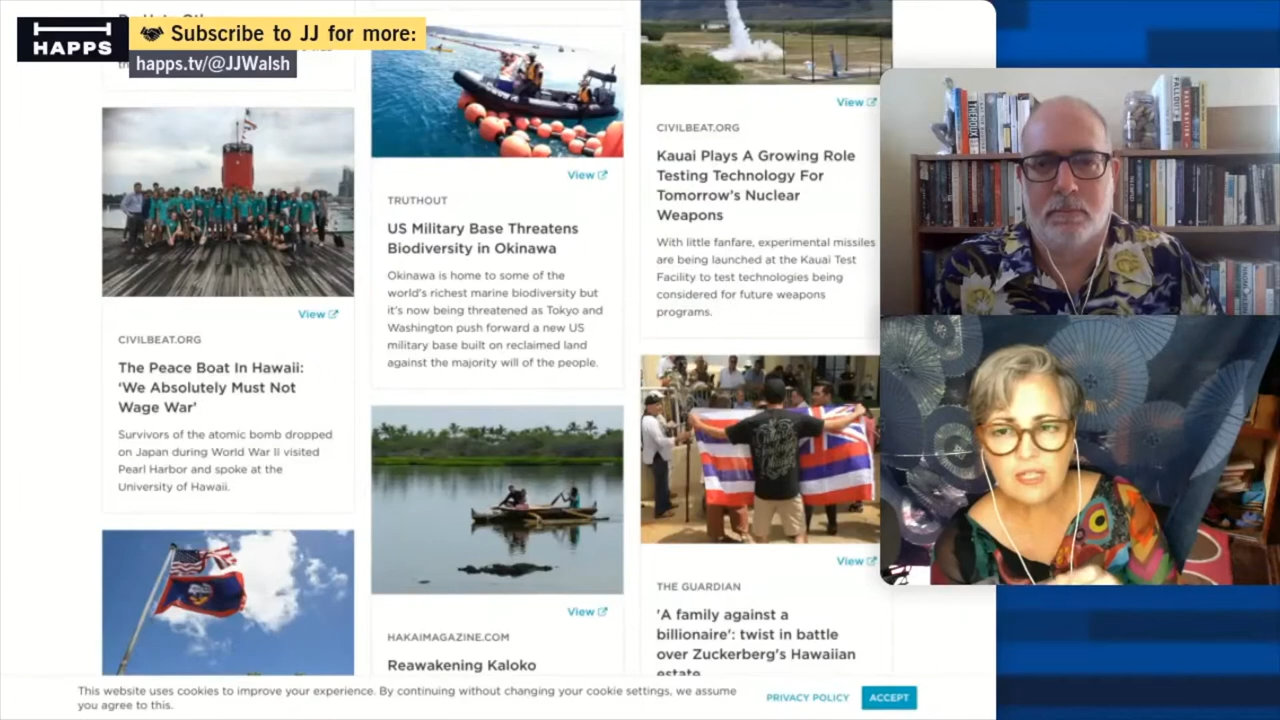 HAPPS
Subscribe to JJ for more:
happs.tv/@JJWalsh
View
CIVILBEAT.ORG
The Peace Boat In Hawaii:
‘We Absolutely Must Not
Wage War’
Survivors of the atomic bomb dropped
on Japan during World War II visited
Pearl Harbor and spoke at the
University of Hawaii.
View
TRUTHOUT
US Military Base Threatens
Biodiversity in Okinawa
Okinawa is home to some of the
world's richest marine biodiversity but
it's now being threatened as Tokyo and
Washington push forward a new US
military base built on reclaimed land
against the majority will of the people.
View
HAKAIMAGAZINE.COM
Reawakening Kaloko
View
CIVILBEAT.ORG
Kauai Plays A Growing Role
Testing Technology For
Tomorrow’s Nuclear
Weapons
With little fanfare, experimental missiles
are being launched at the Kauai Test
Facility to test technologies being
considered for future weapons
programs.
View
THE GUARDIAN
'A family against a
billionaire': twist in battle
over Zuckerberg's Hawaiian
estate
THEROUX
This website uses cookies to improve your experience. By continuing without changing your cookie settings, we assume
you agree to this.
PRIVACY POLICY
ACCEPT